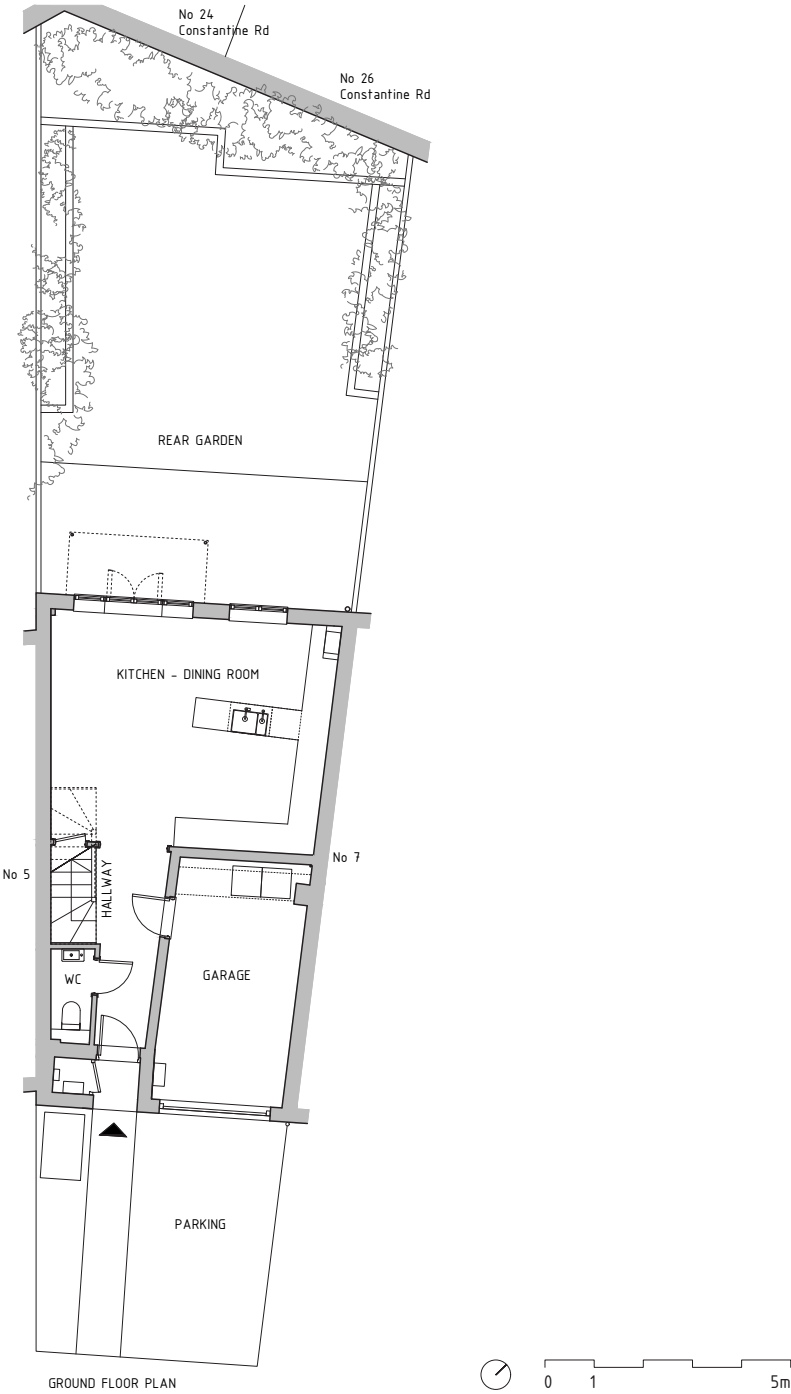 No 24
Constantine Rd
No 26
Constantine Rd
REAR GARDEN
KITCHEN - DINING ROOM
No 7
No 5
HALLWAY
WC
GARAGE
PARKING
GROUND FLOOR PLAN
0 1 5m